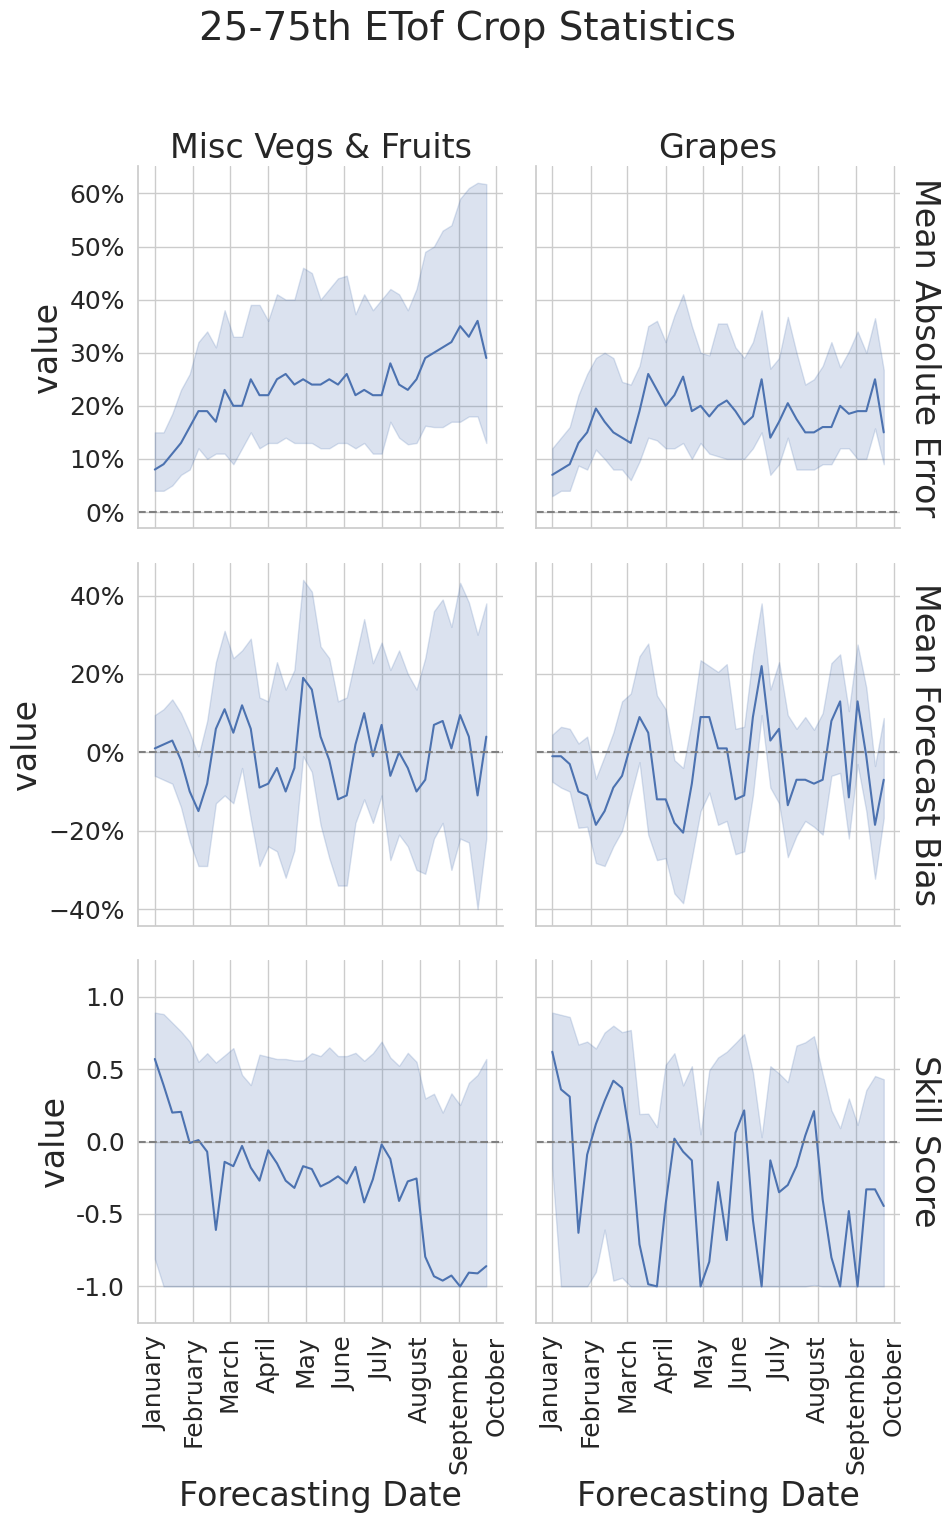 25-75th ETof Crop Statistics
Misc Vegs & Fruits
Grapes
60%
50%
40%
30%
20%
10%
0%
value
Mean Absolute Error
40%
20%
0%
−20%
−40%
value
Mean Forecast Bias
1.0
0.5
0.0
-0.5
-1.0
value
Skill Score
January
February
March
April
May
June
July
August
September
October
January
February
March
April
May
June
July
August
September
October
Forecasting Date
Forecasting Date